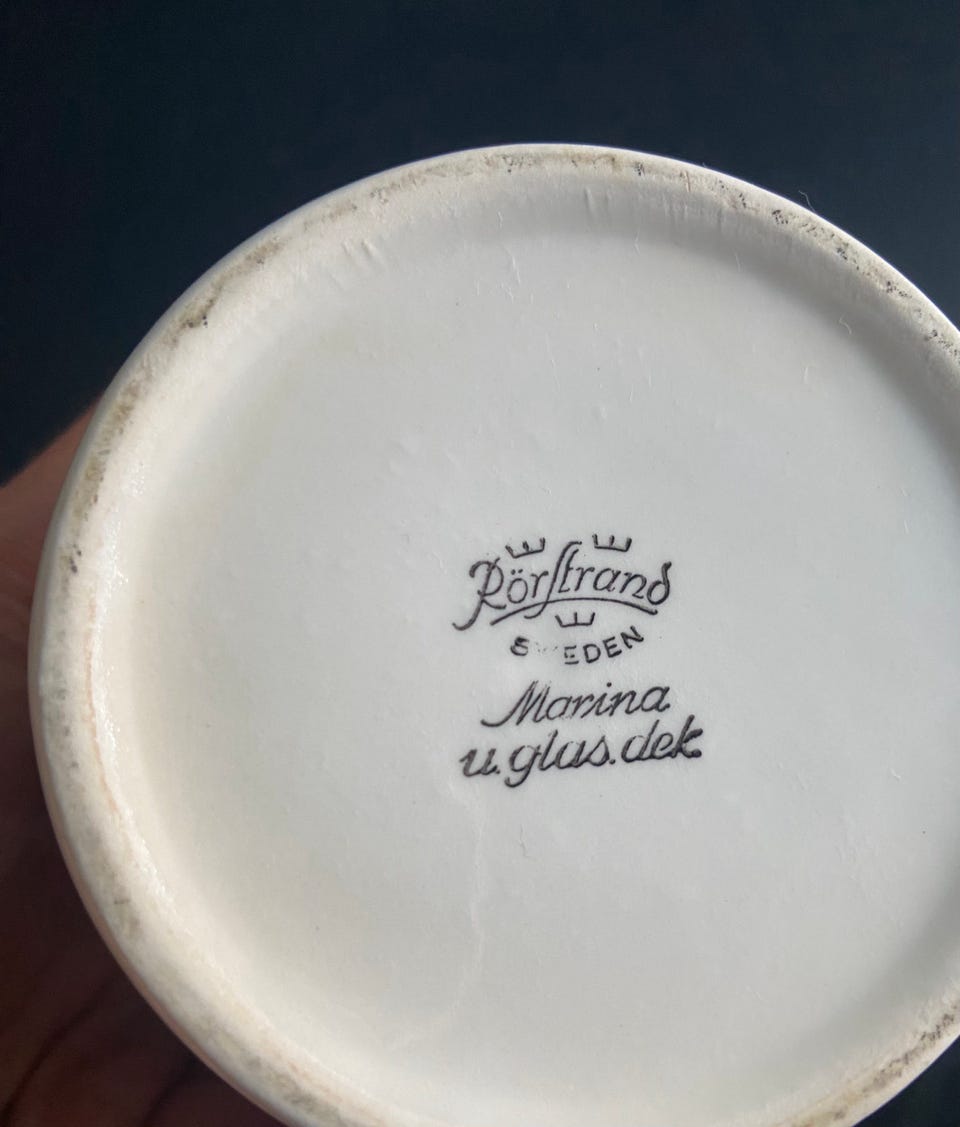 Rörstrand
SWEDEN
Marina
u.glas.dek.